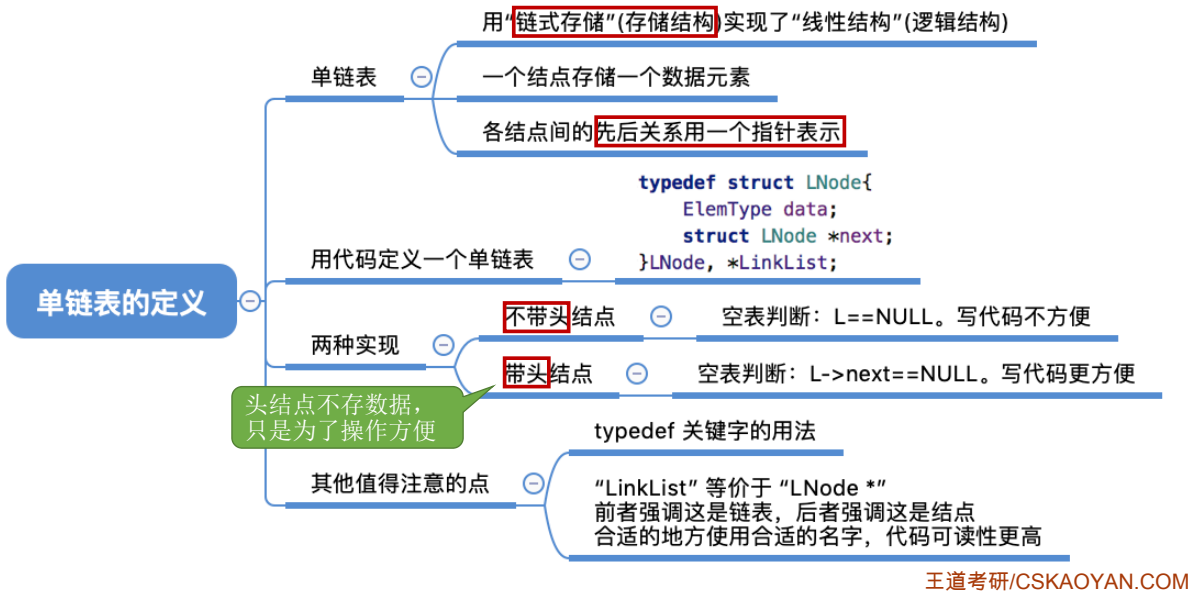 用“链式存储”(存储结构)实现了“线性结构”(逻辑结构)
单链表
一个结点存储一个数据元素
各结点间的先后关系用一个指针表示
typedef struct LNode{
ElemType data;
struct LNode *next;
}LNode, *LinkList;
用代码定义一个单链表
单链表的定义
不带头结点
空表判断：L==NULL。写代码不方便
两种实现
带头结点
空表判断：L->next==NULL。写代码更方便
头结点不存数据，
只是为了操作方便
typedef 关键字的用法
其他值得注意的点
“LinkList” 等价于 “LNode *”
前者强调这是链表，后者强调这是结点
合适的地方使用合适的名字，代码可读性更高
王道考研/CSKAOYAN.COM